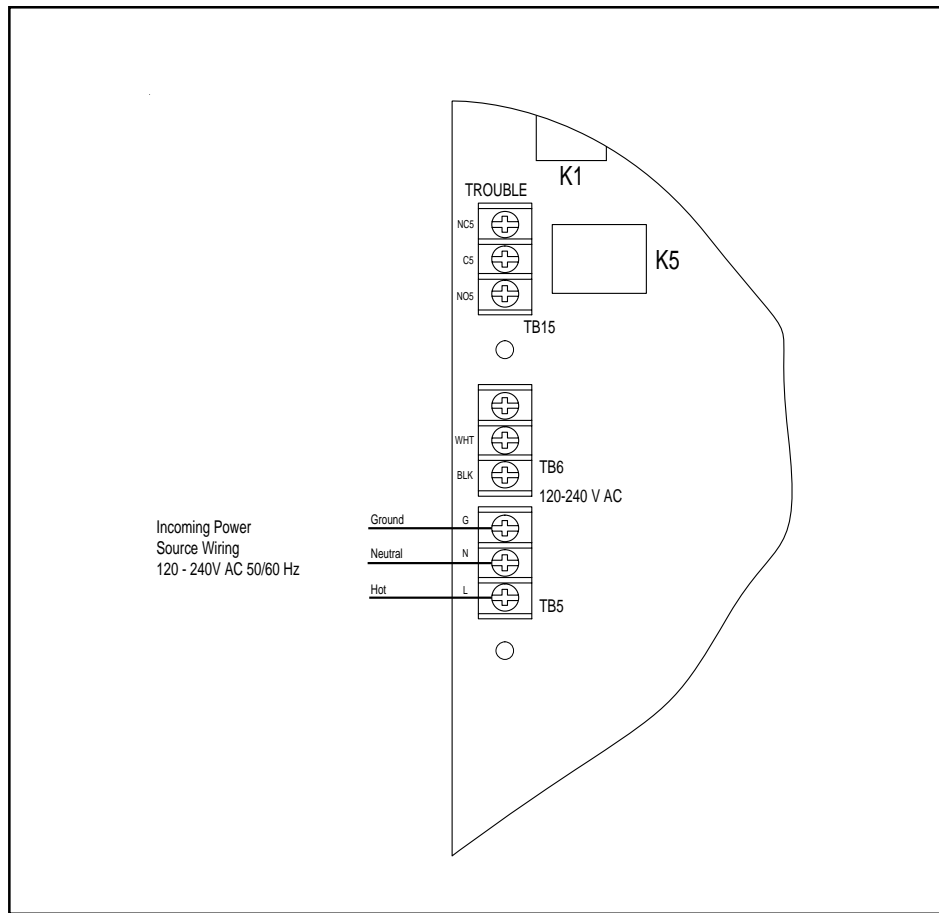 K1
TROUBLE
NC5
C5
K5
NO5
TB15
WHT
TB6
BLK
120-240 V AC
Incoming Power
Source Wiring
120 - 240V AC 50/60 Hz
Ground
G
Neutral
N
Hot
L
TB5